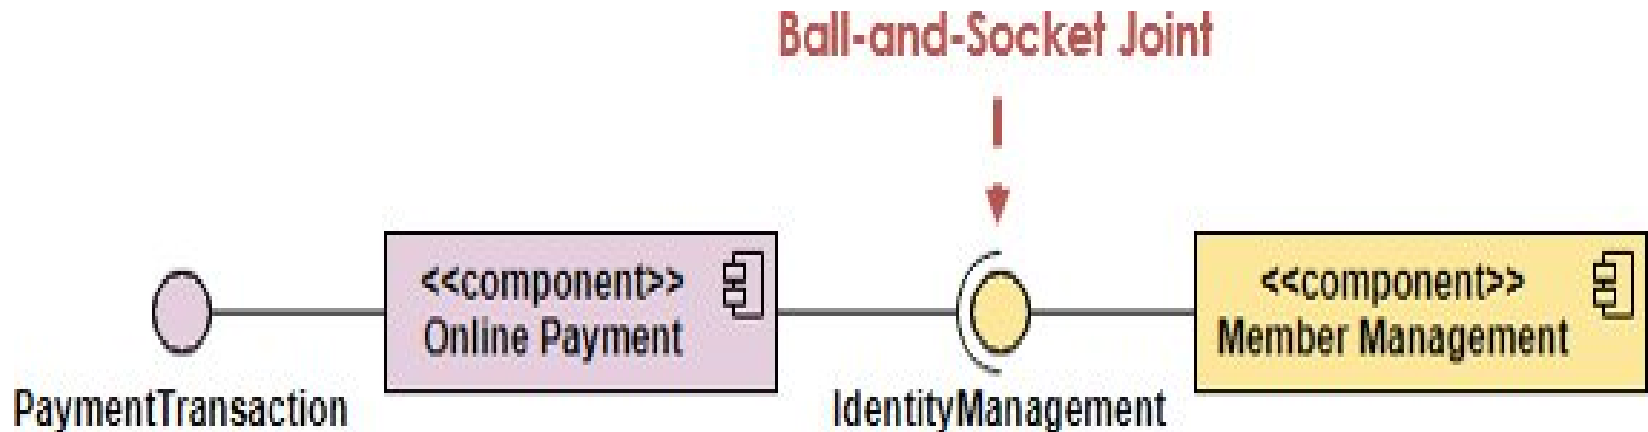 Ball-and-Socket Joint
<<component>>
Online Payment
<<component>>
Member Management
PaymentTransaction
IdentityManagement